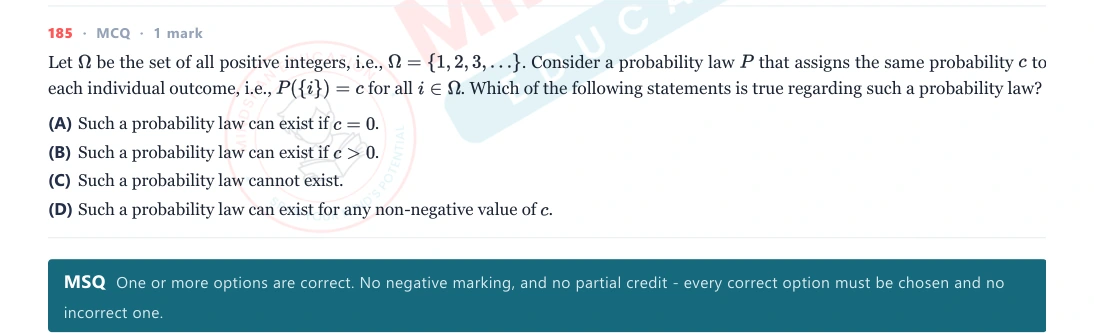 185 · MCQ · 1 mark
Let Ω be the set of all positive integers, i.e., Ω = {1, 2, 3, . . .}. Consider a probability law P that assigns the same probability c to
each individual outcome, i.e., P({i}) = c for all i ∈ Ω. Which of the following statements is true regarding such a probability law?
(A) Such a probability law can exist if c = 0.
(B) Such a probability law can exist if c > 0.
(C) Such a probability law cannot exist.
(D) Such a probability law can exist for any non-negative value of c.
MSQ One or more options are correct. No negative marking, and no partial credit - every correct option must be chosen and no
incorrect one.